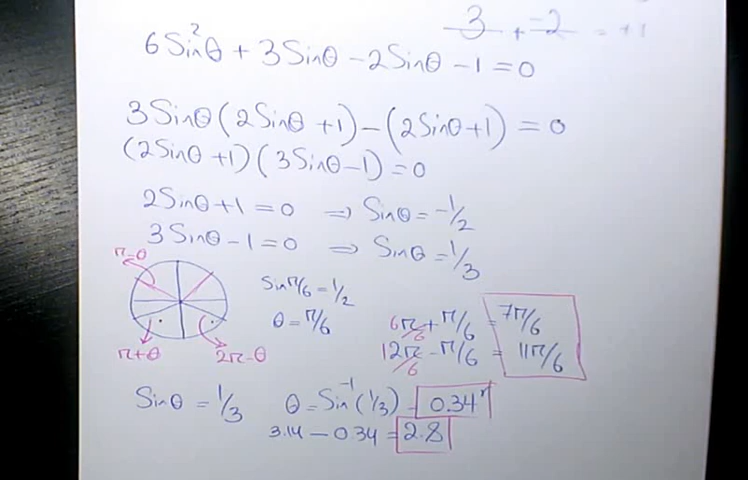 3 + -2 = +1
6Sin²θ + 3Sinθ - 2Sinθ - 1 = 0
3Sinθ(2Sinθ + 1) - (2Sinθ + 1) = 0
(2Sinθ + 1)(3Sinθ - 1) = 0
2Sinθ + 1 = 0 ⇒ Sinθ = -1/2
3Sinθ - 1 = 0 ⇒ Sinθ = 1/3
π-θ
Sinπ/6 = 1/2
θ = π/6
6π/6 + π/6 = 7π/6
12π/6 - π/6 = 11π/6
π+θ 2π-θ
Sinθ = 1/3 θ = Sin⁻¹(1/3) = 0.34ʳ
3.14 - 0.34 = 2.8